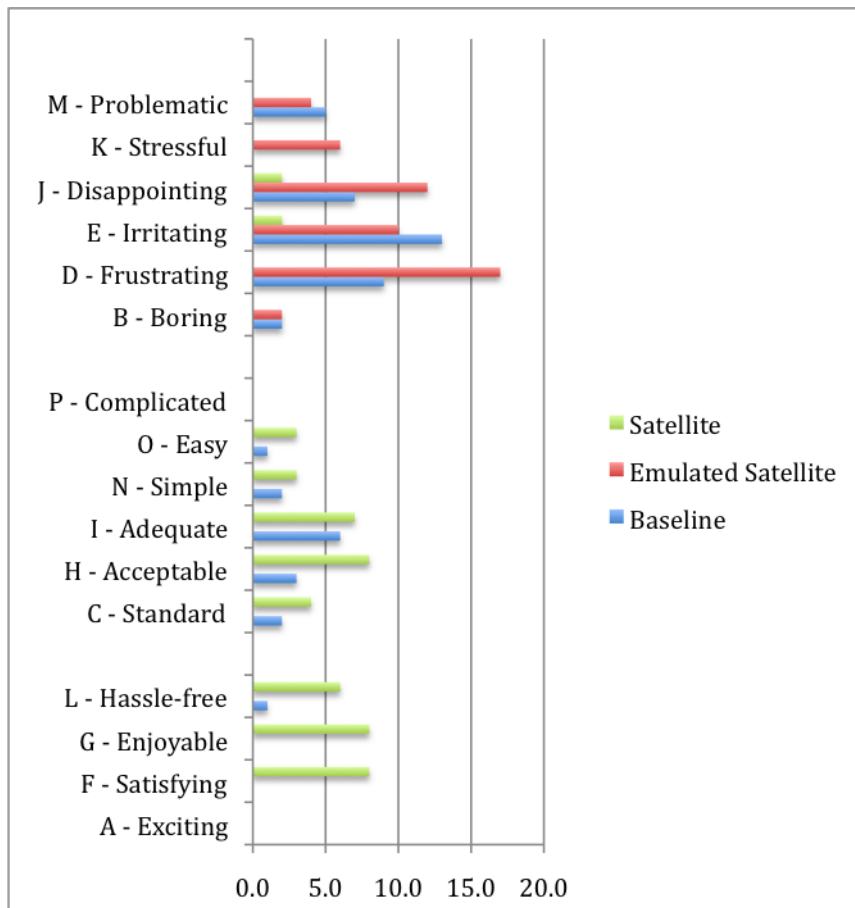 M - Problematic
K - Stressful
J - Disappointing
E - Irritating
D - Frustrating
B - Boring
P - Complicated
O - Easy
N - Simple
I - Adequate
H - Acceptable
C - Standard
L - Hassle-free
G - Enjoyable
F - Satisfying
A - Exciting
0.0 5.0 10.0 15.0 20.0
Satellite
Emulated Satellite
Baseline